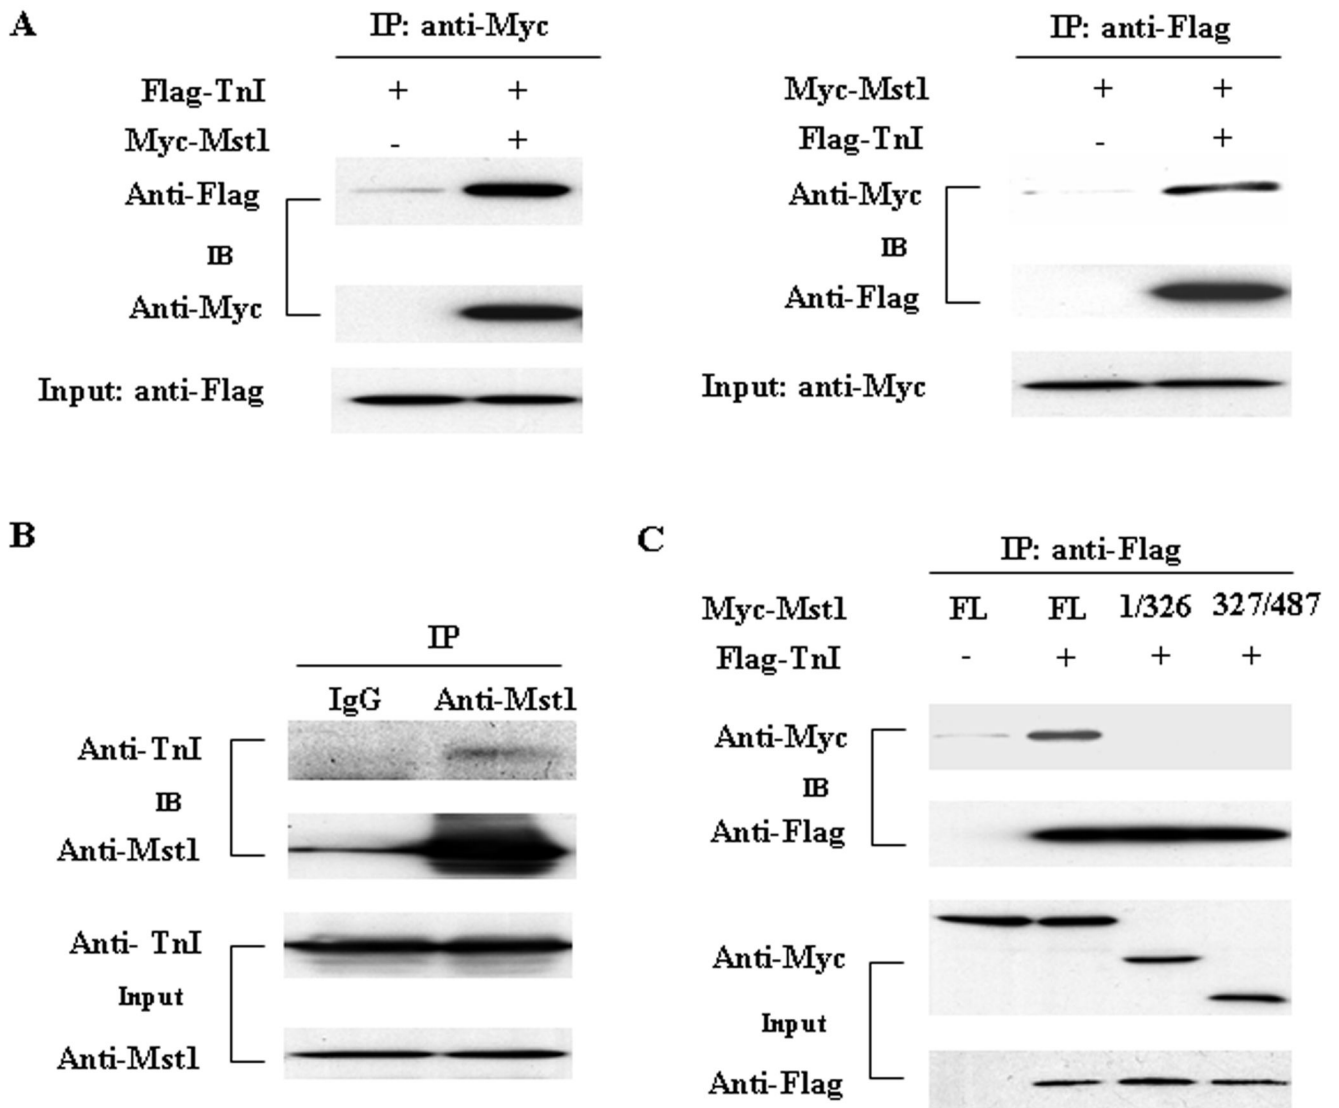 A
IP: anti-Myc
Flag-TnI + +
Myc-Mst1 - +
Anti-Flag
IB
Anti-Myc
Input: anti-Flag
IP: anti-Flag
Myc-Mst1 + +
Flag-TnI - +
Anti-Myc
IB
Anti-Flag
Input: anti-Myc
B
IP
IgG Anti-Mst1
Anti-TnI
IB
Anti-Mst1
Anti- TnI
Input
Anti-Mst1
C
IP: anti-Flag
Myc-Mst1 FL FL 1/326 327/487
Flag-TnI - + + +
Anti-Myc
IB
Anti-Flag
Anti-Myc
Input
Anti-Flag